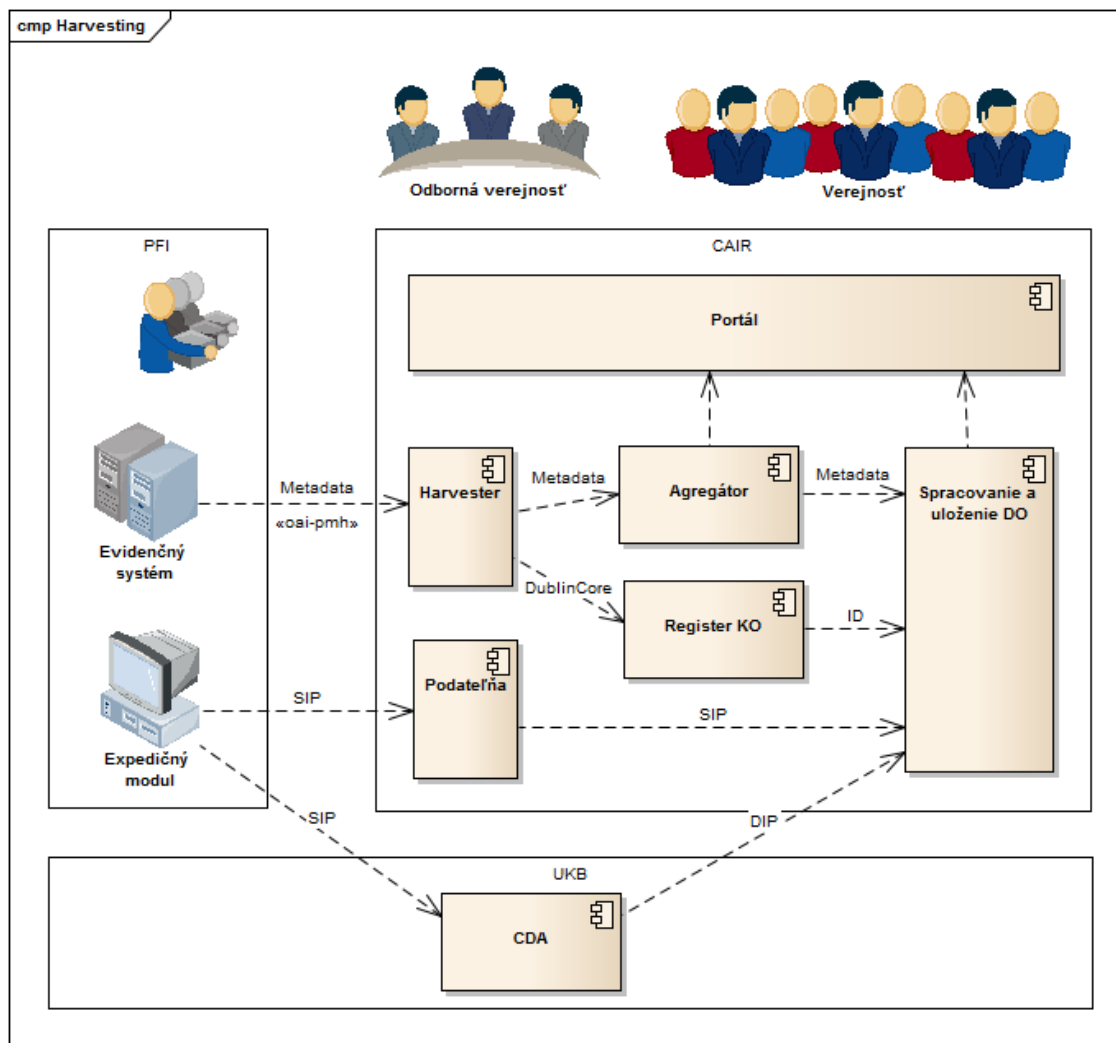 cmp Harvesting
Odborná verejnosť
Verejnosť
PFI
CAIR
Portál
Evidenčný
systém
Metadata
«oai-pmh»
Harvester
Metadata
Agregátor
Metadata
Spracovanie a
uloženie DO
DublinCore
Register KO
ID
Expedičný
modul
SIP
Podateľňa
SIP
SIP
DIP
UKB
CDA